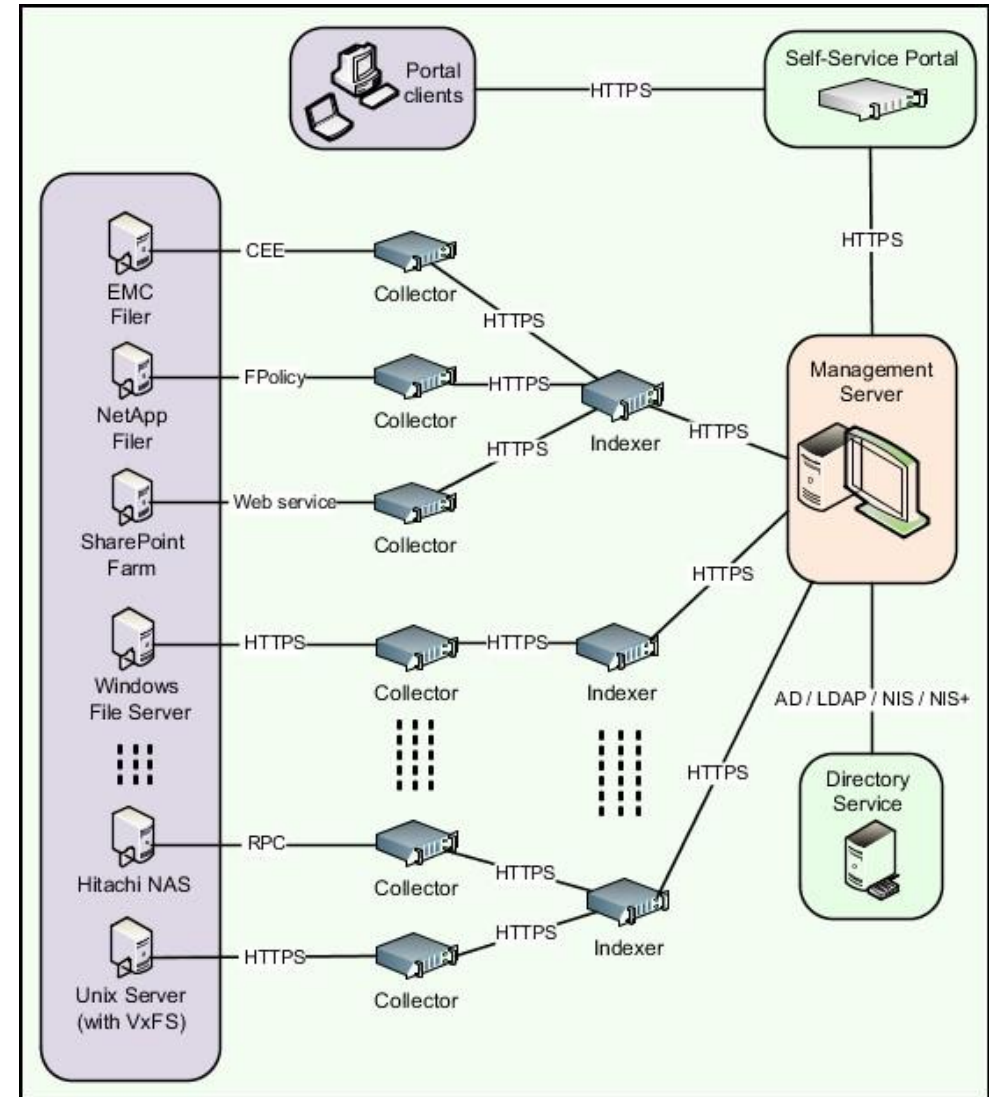 Portal
clients
HTTPS
Self-Service Portal
HTTPS
EMC
Filer
CEE
Collector
HTTPS
NetApp
Filer
FPolicy
Collector
HTTPS
Indexer
HTTPS
Management
Server
SharePoint
Farm
Web service
Collector
HTTPS
Windows
File Server
HTTPS
Collector
HTTPS
Indexer
HTTPS
AD / LDAP / NIS / NIS+
Directory
Service
Hitachi NAS
RPC
Collector
HTTPS
Indexer
HTTPS
Unix Server
(with VxFS)
HTTPS
Collector
HTTPS